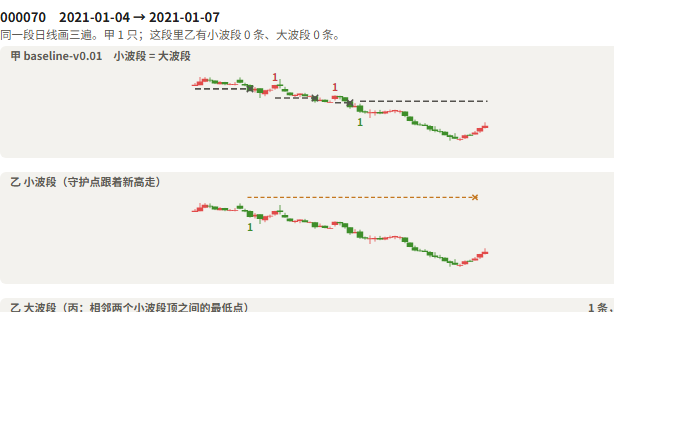 000070 2021-01-04 → 2021-01-07
同一段日线画三遍。甲 1 只；这段里乙有小波段 0 条、大波段 0 条。
甲 baseline-v0.01 小波段 = 大波段
1
1
1
乙 小波段（守护点跟着新高走）
1
乙 大波段（丙：相邻两个小波段顶之间的最低点） 1 条，